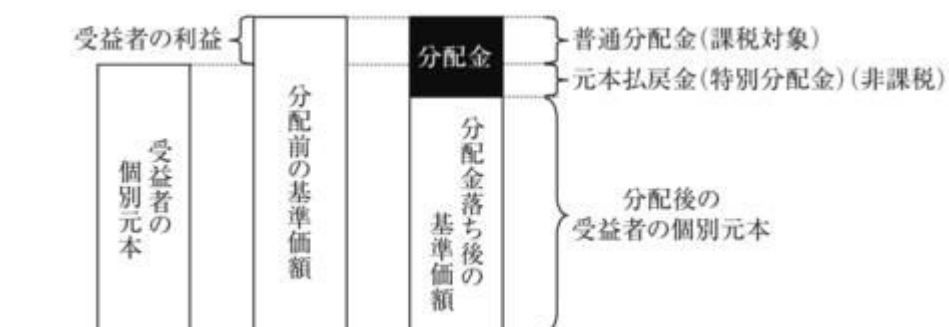 受益者の利益
分配金
普通分配金(課税対象)
元本払戻金(特別分配金)(非課税)
受益者の
個別元本
分配前の基準価額
分配金落ち後の
基準価額
分配後の
受益者の個別元本